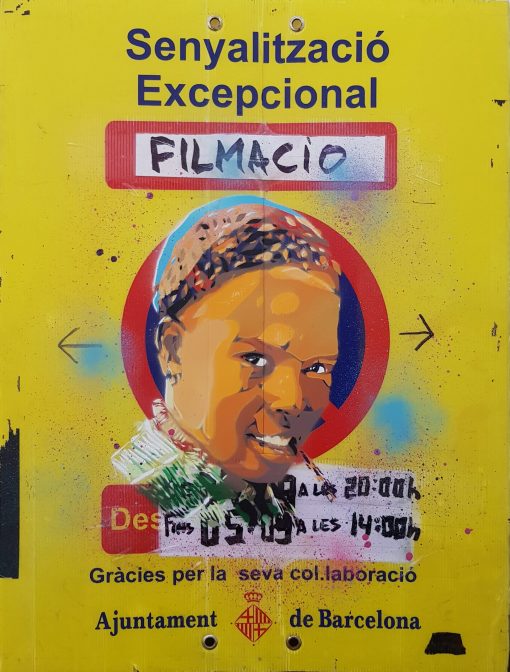 Senyalització
Excepcional
FILMACIO
A LES 20:00h
Des
FINS 05:09 A LES 14:00h
Gràcies per la seva col.laboració
Ajuntament de Barcelona